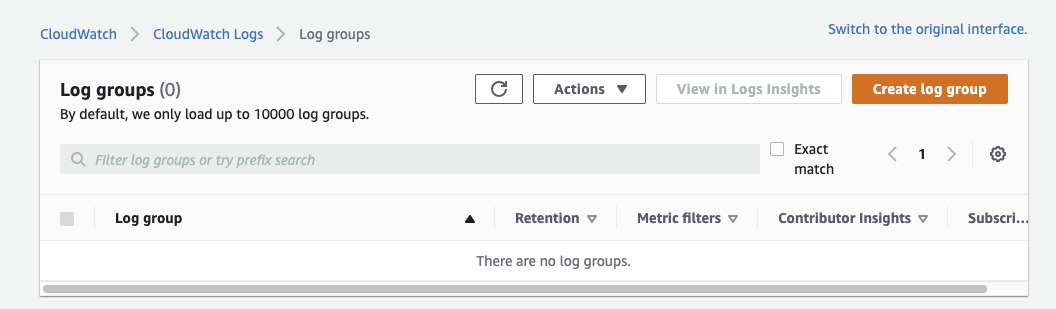 CloudWatch > CloudWatch Logs > Log groups
Switch to the original interface.
Log groups (0)
Actions
View in Logs Insights
Create log group
By default, we only load up to 10000 log groups.
Filter log groups or try prefix search
Exact
match
1
Log group
Retention
Metric filters
Contributor Insights
Subscri...
There are no log groups.